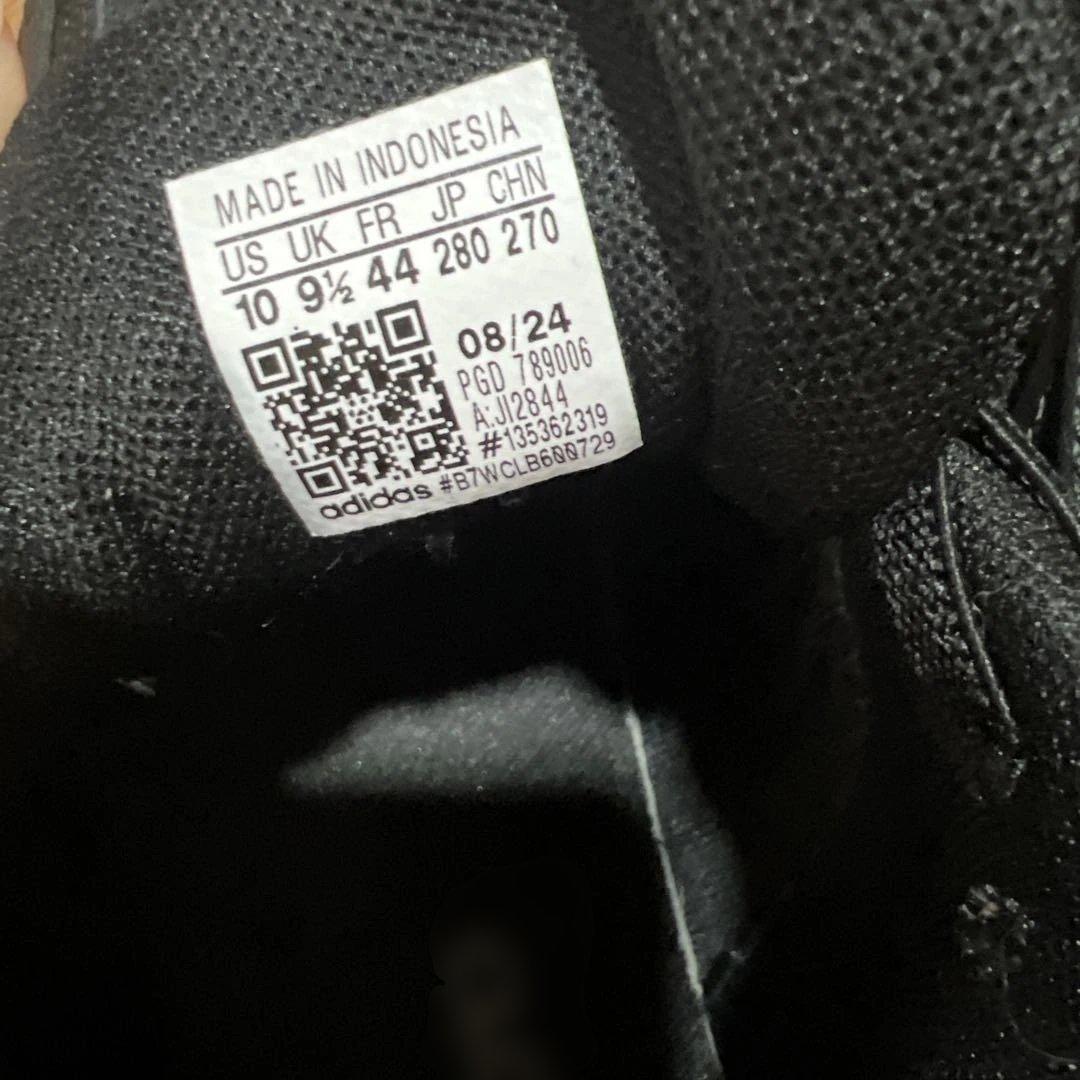 MADE IN INDONESIA
US UK FR JP CHN
10 9½ 44 280 270
08/24
PGD 789006
A:JI2844
#135362319
adidas #B7WCLB600729